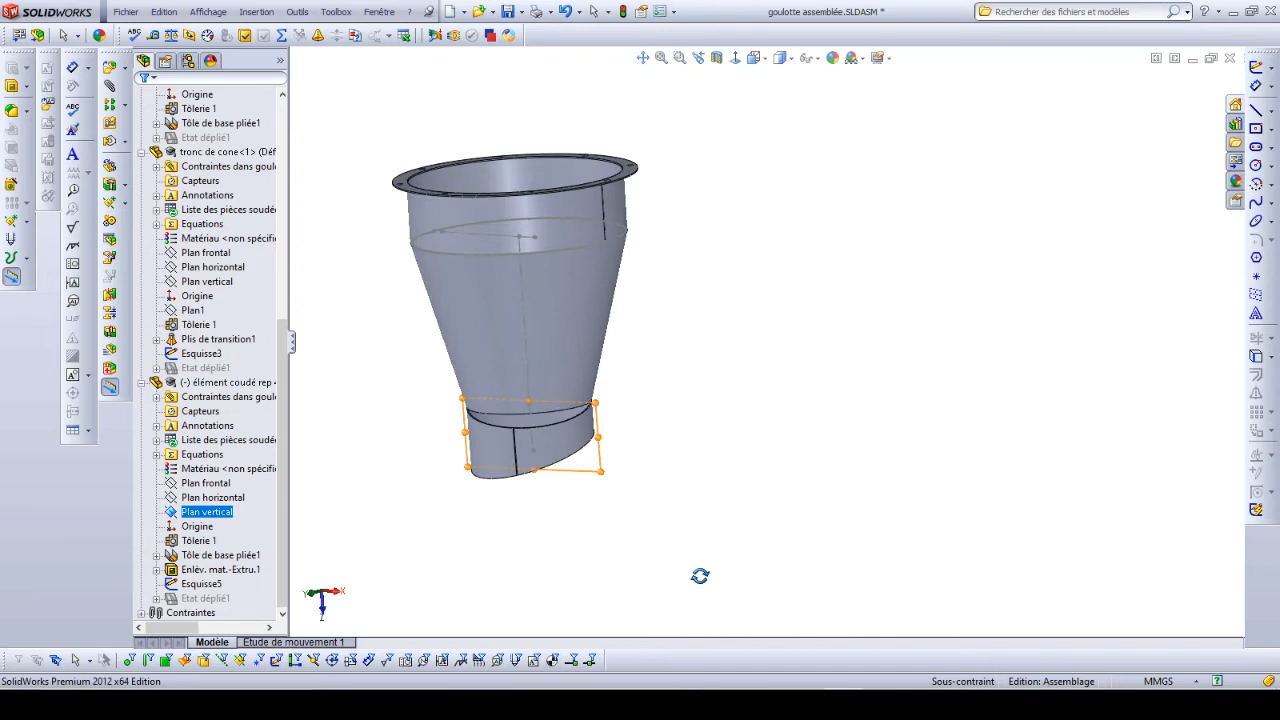 SOLIDWORKS
Fichier Edition Affichage Insertion Outils Toolbox Fenêtre ?
goulotte assemblée.SLDASM *
Rechercher des fichiers et modèles
Origine
Tôlerie 1
Tôle de base pliée1
Etat déplié1
tronc de cone<1> (Déf
Contraintes dans goul
Capteurs
Annotations
Liste des pièces soudé
Equations
Matériau <non spécifi
Plan frontal
Plan horizontal
Plan vertical
Origine
Plan1
Tôlerie 1
Plis de transition1
Esquisse3
Etat déplié1
(-) élément coudé rep 4
Contraintes dans goul
Capteurs
Annotations
Liste des pièces soudé
Equations
Matériau <non spécifi
Plan frontal
Plan horizontal
Plan vertical
Origine
Tôlerie 1
Tôle de base pliée1
Enlèv. mat.-Extru.1
Esquisse5
Etat déplié1
Contraintes
Y X
Z
Modèle Etude de mouvement 1
SolidWorks Premium 2012 x64 Edition
Sous-contraint Edition: Assemblage MMGS